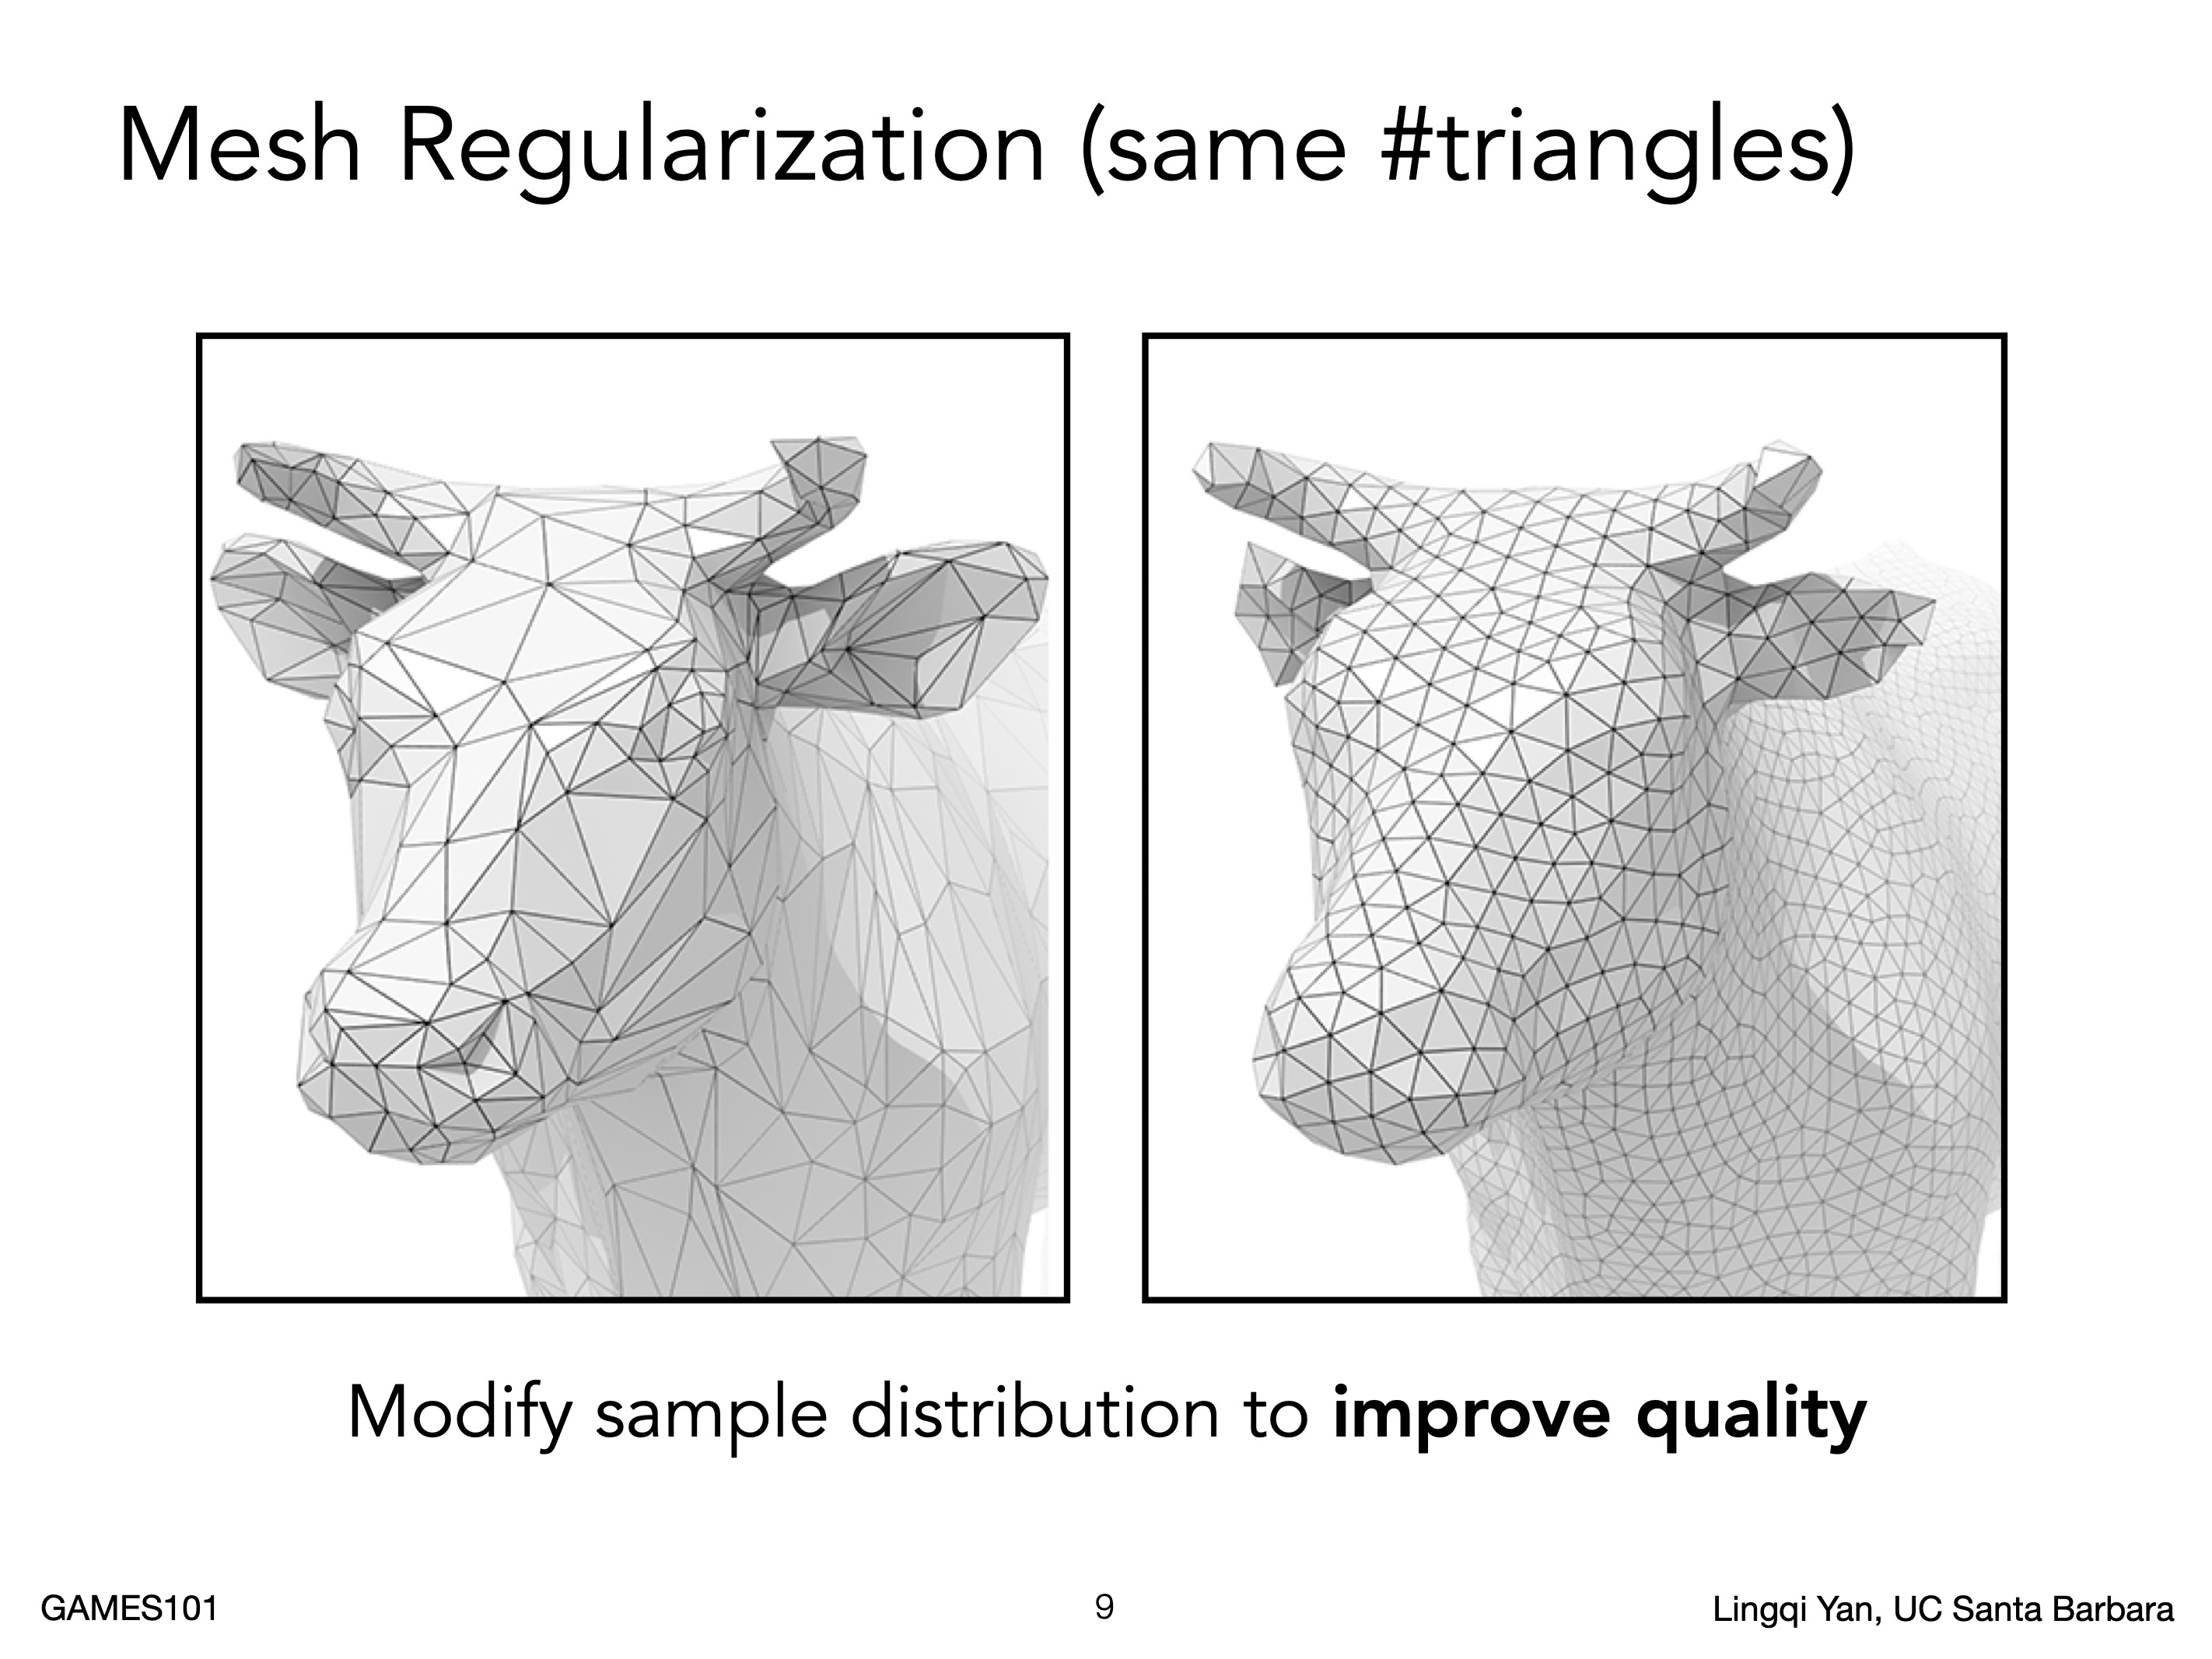 Mesh Regularization (same #triangles)
Modify sample distribution to improve quality
GAMES101
9
Lingqi Yan, UC Santa Barbara